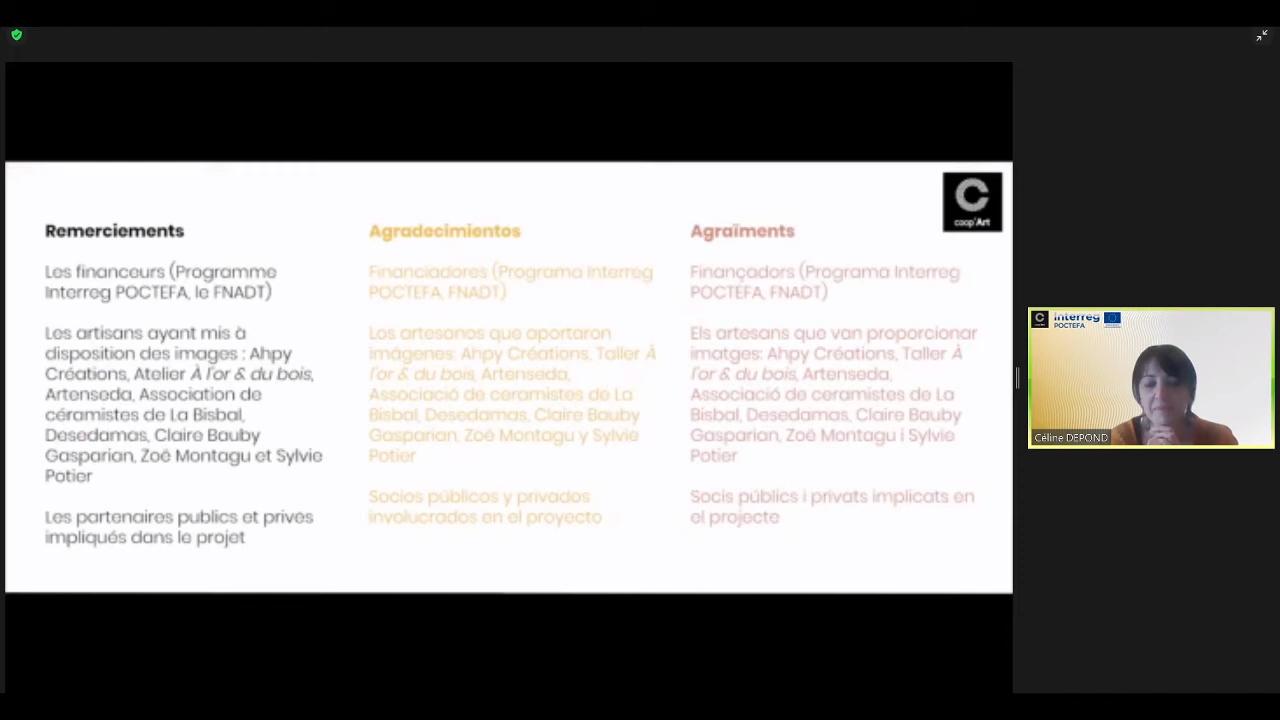 Remerciements
Les financeurs (Programme
Interreg POCTEFA, le FNADT)
Les artisans ayant mis à
disposition des images : Ahpy
Créations, Atelier À l'or & du bois,
Artenseda, Association de
céramistes de La Bisbal,
Desedamas, Claire Bauby
Gasparian, Zoé Montagu et Sylvie
Potier
Les partenaires publics et privés
impliqués dans le projet
Agradecimientos
Financiadores (Programa Interreg
POCTEFA, FNADT)
Los artesanos que aportaron
imágenes: Ahpy Créations, Taller À
l'or & du bois, Artenseda,
Associació de ceramistes de La
Bisbal, Desedamas, Claire Bauby
Gasparian, Zoé Montagu y Sylvie
Potier
Socios públicos y privados
involucrados en el proyecto
Agraïments
Finançadors (Programa Interreg
POCTEFA, FNADT)
Els artesans que van proporcionar
imatges: Ahpy Créations, Taller À
l'or & du bois, Artenseda,
Associació de ceramistes de La
Bisbal, Desedamas, Claire Bauby
Gasparian, Zoé Montagu i Sylvie
Potier
Socis públics i privats implicats en
el projecte
coop'Art
Interreg
POCTEFA
Céline DEPOND